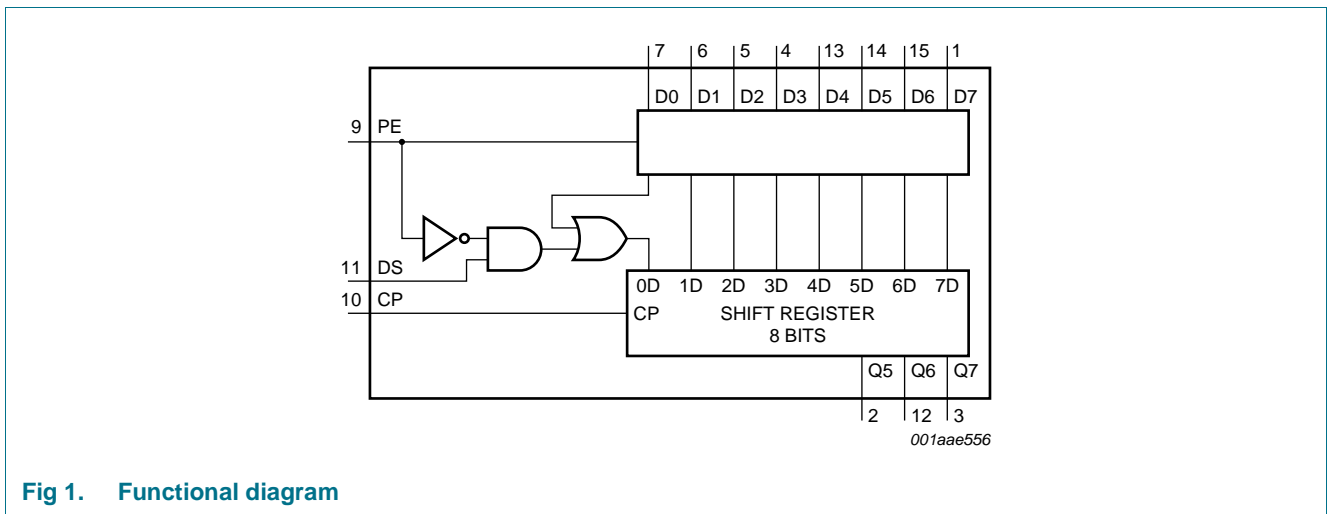 7 6 5 4 13 14 15 1
D0 D1 D2 D3 D4 D5 D6 D7
9 PE
11 DS
10 CP
0D 1D 2D 3D 4D 5D 6D 7D
CP SHIFT REGISTER
8 BITS
Q5 Q6 Q7
2 12 3
001aae556
Fig 1. Functional diagram